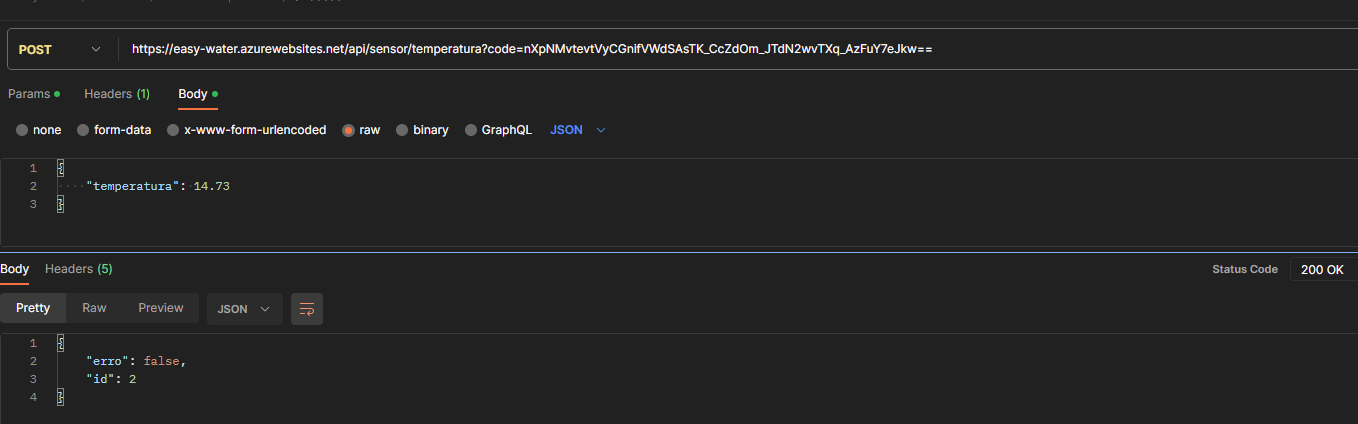 POST https://easy-water.azurewebsites.net/api/sensor/temperatura?code=nXpNMvtevtVyCGnifVWdSAsTK_CcZdOm_JTdN2wvTXq_AzFuY7eJkw==
Params Headers (1) Body
none form-data x-www-form-urlencoded raw binary GraphQL JSON
1 {
2 "temperatura": 14.73
3 }
Body Headers (5) Status Code 200 OK
Pretty Raw Preview JSON
1 {
2 "erro": false,
3 "id": 2
4 }